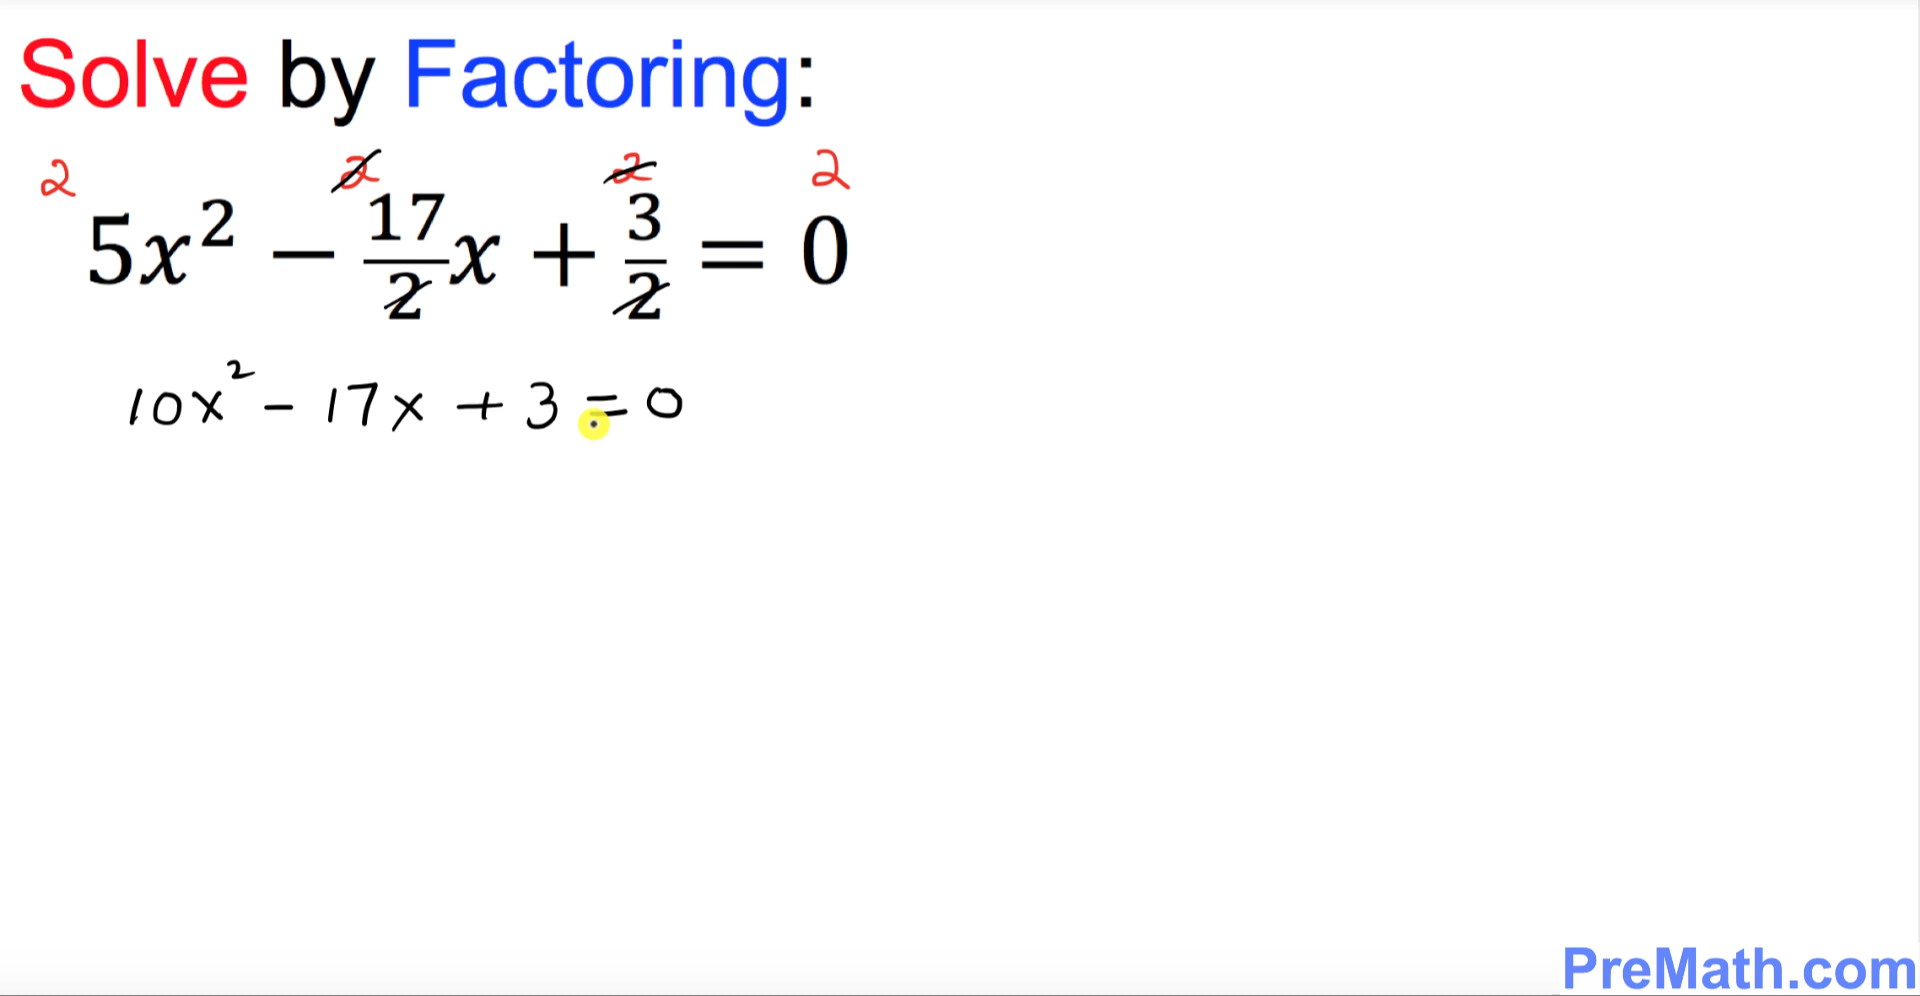 Solve by Factoring:
2 2 2 2
5x² − 17/2 x + 3/2 = 0
10x² − 17x + 3 = 0
PreMath.com